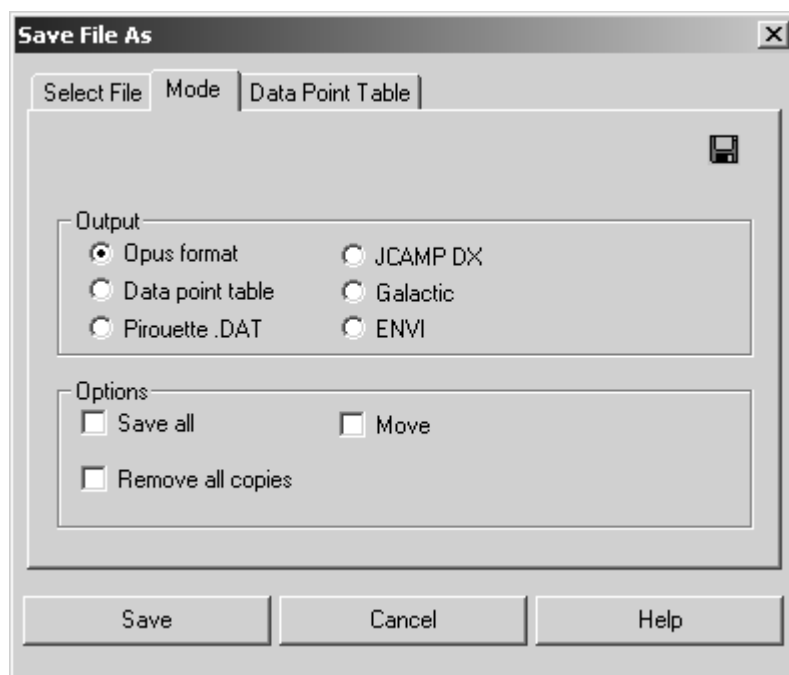 Save File As
Select File Mode Data Point Table
Output
Opus format JCAMP DX
Data point table Galactic
Pirouette .DAT ENVI
Options
Save all Move
Remove all copies
Save Cancel Help